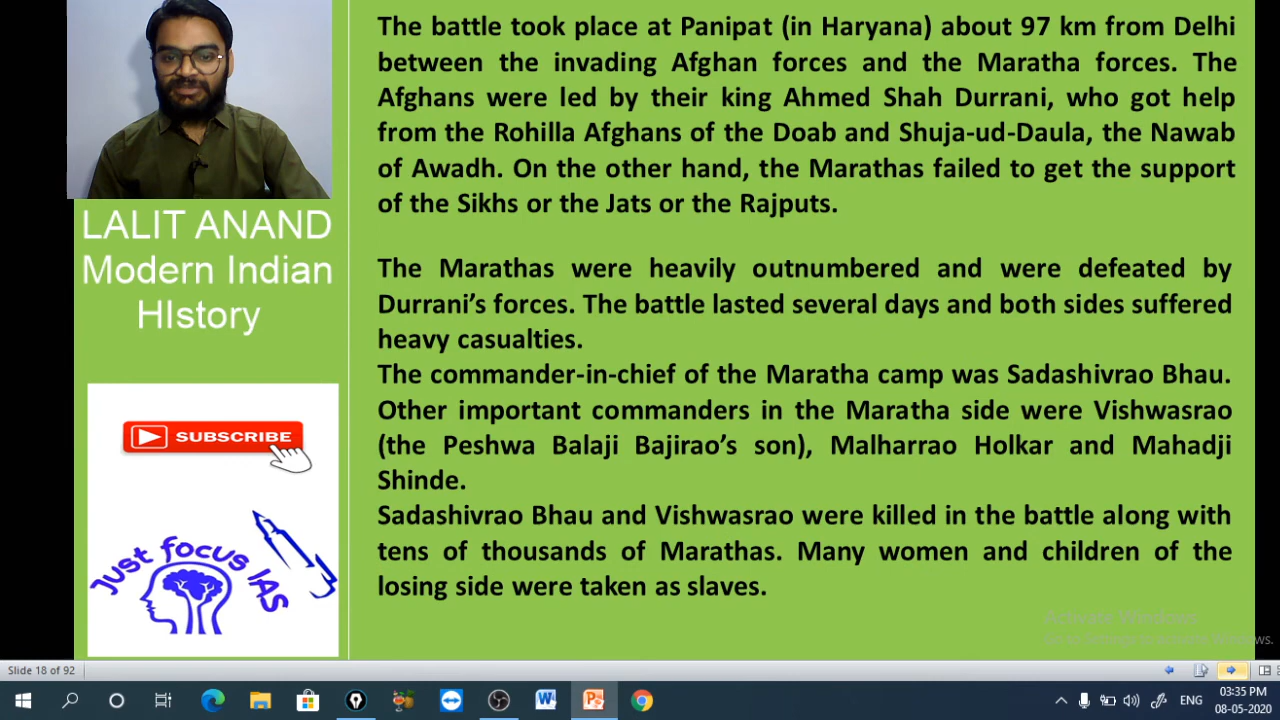 The battle took place at Panipat (in Haryana) about 97 km from Delhi
between the invading Afghan forces and the Maratha forces. The
Afghans were led by their king Ahmed Shah Durrani, who got help
from the Rohilla Afghans of the Doab and Shuja-ud-Daula, the Nawab
of Awadh. On the other hand, the Marathas failed to get the support
of the Sikhs or the Jats or the Rajputs.
The Marathas were heavily outnumbered and were defeated by
Durrani's forces. The battle lasted several days and both sides suffered
heavy casualties.
The commander-in-chief of the Maratha camp was Sadashivrao Bhau.
Other important commanders in the Maratha side were Vishwasrao
(the Peshwa Balaji Bajirao's son), Malharrao Holkar and Mahadji
Shinde.
Sadashivrao Bhau and Vishwasrao were killed in the battle along with
tens of thousands of Marathas. Many women and children of the
losing side were taken as slaves.
LALIT ANAND
Modern Indian
HIstory
SUBSCRIBE
Just focus IAS
Activate Windows
Go to Settings to activate Windows.
Slide 18 of 92
ENG
03:35 PM
08-05-2020